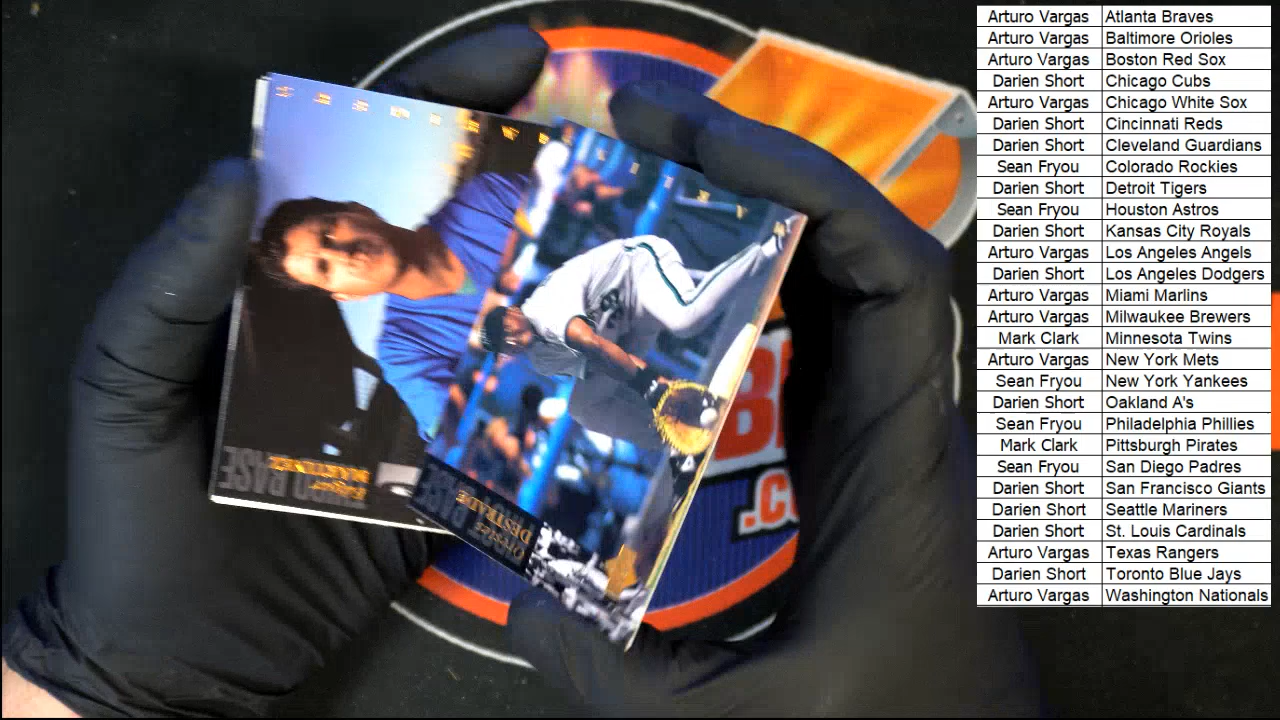 Arturo Vargas Atlanta Braves
Arturo Vargas Baltimore Orioles
Arturo Vargas Boston Red Sox
Darien Short Chicago Cubs
Arturo Vargas Chicago White Sox
Darien Short Cincinnati Reds
Darien Short Cleveland Guardians
Sean Fryou Colorado Rockies
Darien Short Detroit Tigers
Sean Fryou Houston Astros
Darien Short Kansas City Royals
Arturo Vargas Los Angeles Angels
Darien Short Los Angeles Dodgers
Arturo Vargas Miami Marlins
Arturo Vargas Milwaukee Brewers
Mark Clark Minnesota Twins
Arturo Vargas New York Mets
Sean Fryou New York Yankees
Darien Short Oakland A's
Sean Fryou Philadelphia Phillies
Mark Clark Pittsburgh Pirates
Sean Fryou San Diego Padres
Darien Short San Francisco Giants
Darien Short Seattle Mariners
Darien Short St. Louis Cardinals
Arturo Vargas Texas Rangers
Darien Short Toronto Blue Jays
Arturo Vargas Washington Nationals
MARTINEZ
THIRD BASE
Orestes
DESTRADE